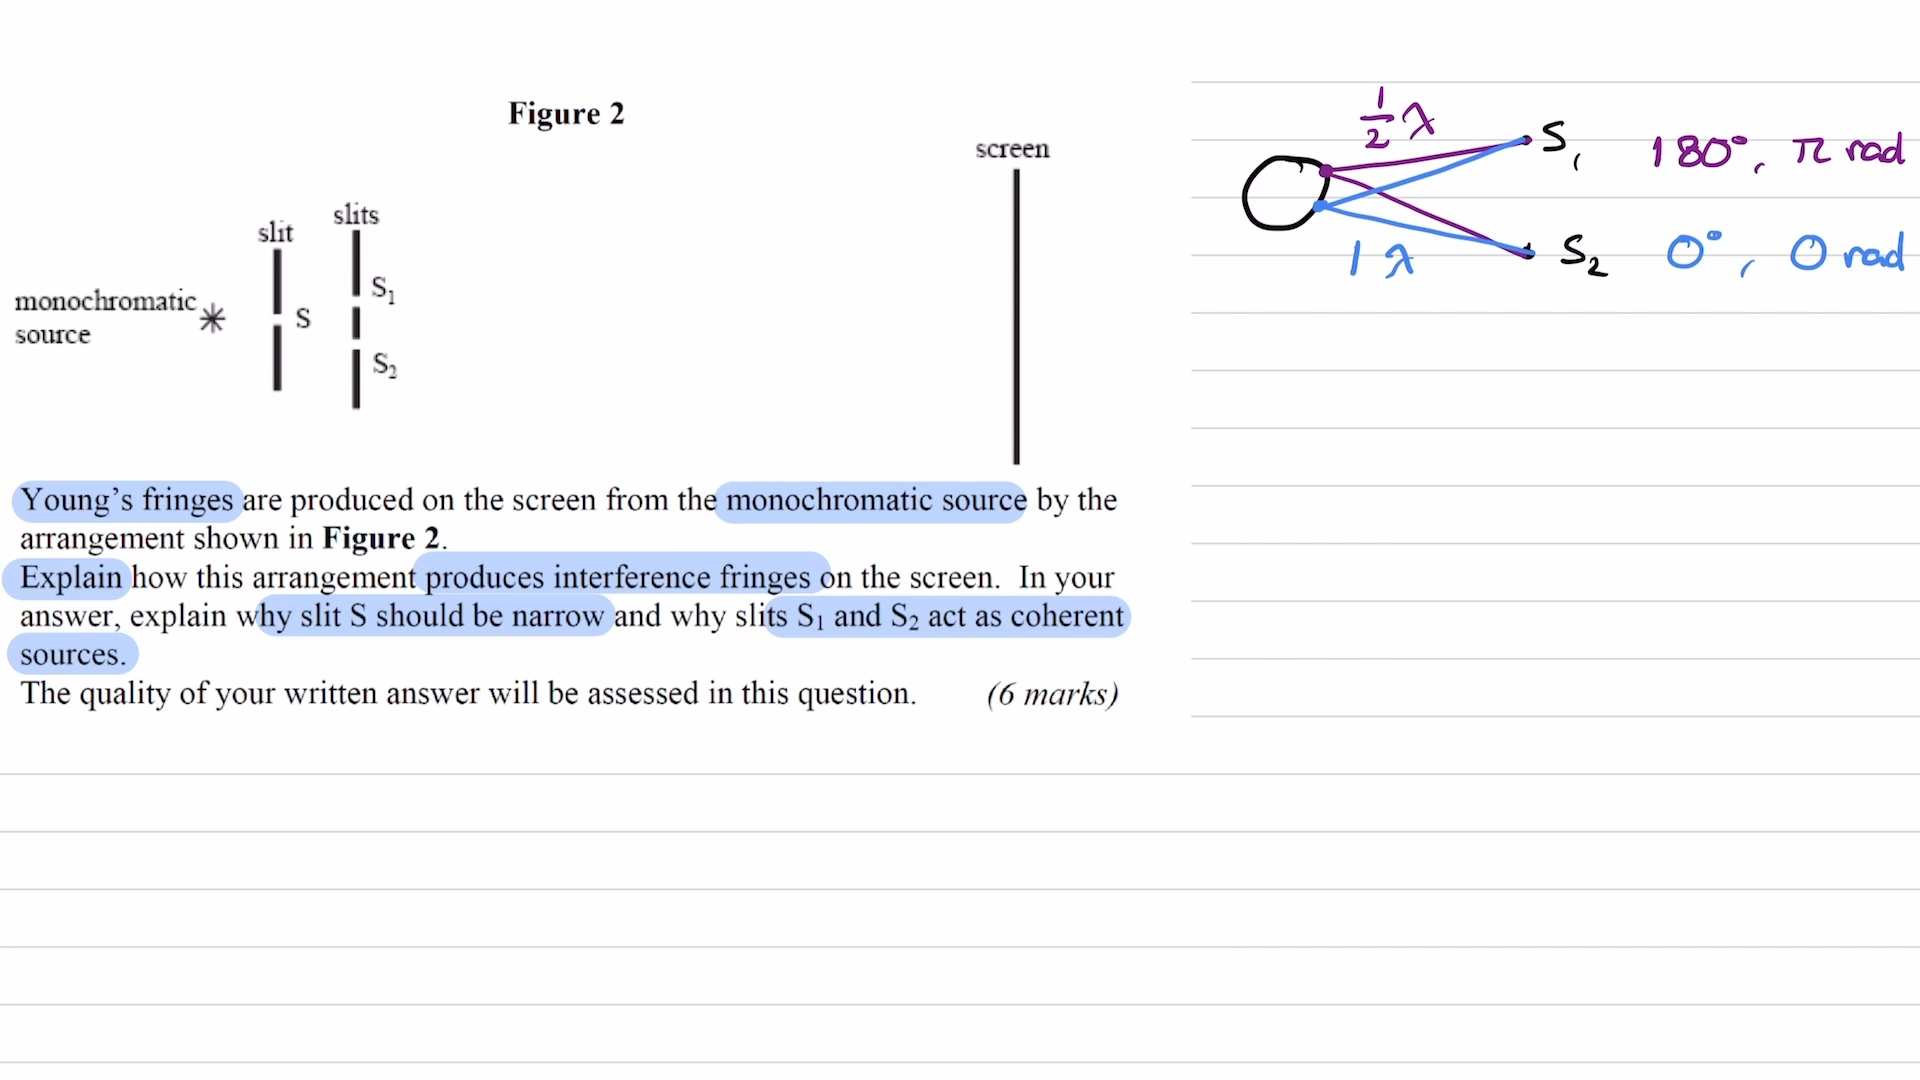 Figure 2
screen
slits
slit
S₁
monochromatic
source
S
S₂
Young’s fringes are produced on the screen from the monochromatic source by the
arrangement shown in Figure 2.
Explain how this arrangement produces interference fringes on the screen. In your
answer, explain why slit S should be narrow and why slits S₁ and S₂ act as coherent
sources.
The quality of your written answer will be assessed in this question. (6 marks)
½ λ
S₁ 180°, π rad
1 λ
S₂ 0°, 0 rad